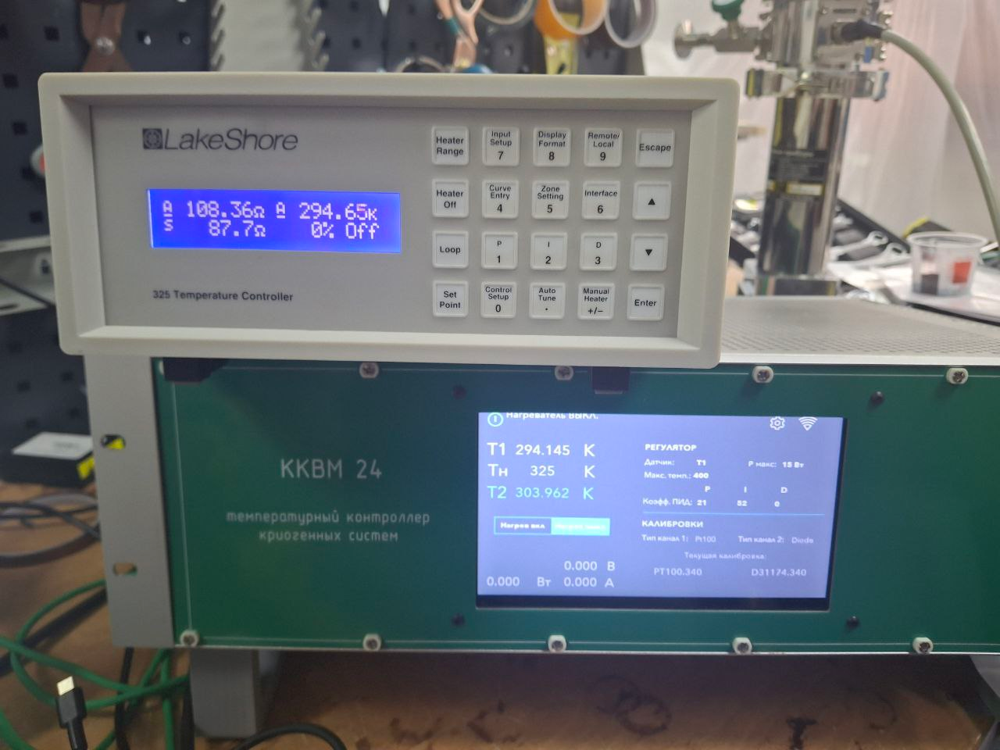 LakeShore
A 108.36Ω A 294.65K
S 87.7Ω 0% Off
325 Temperature Controller
Heater Range
Input Setup 7
Display Format 8
Remote/Local 9
Escape
Heater Off
Curve Entry 4
Zone Setting 5
Interface 6
▲
Loop
P 1
I 2
D 3
▼
Set Point
Control Setup 0
Auto Tune .
Manual Heater +/−
Enter
ККВМ 24
температурный контроллер
криогенных систем
Нагреватель ВЫКЛ.
T1 294.145 K
Tн 325 K
T2 303.962 K
Нагрев вкл
0.000 В
0.000 Вт 0.000 А
РЕГУЛЯТОР
Датчик: T1 P макс: 15 Вт
Макс. темп.: 400
P I D
Коэфф. ПИД: 21 52 0
КАЛИБРОВКИ
Тип канал 1: Pt100 Тип канал 2: Diode
Текущая калибровка:
PT100.340 D31174.340